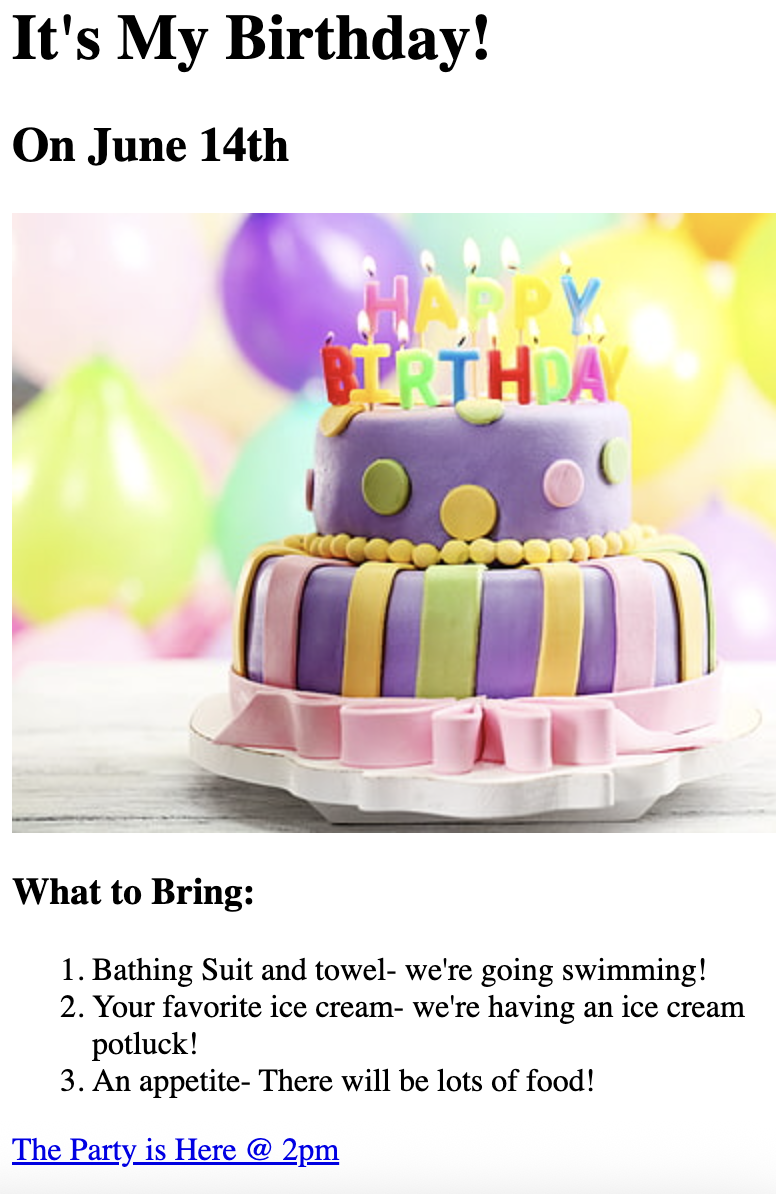 It's My Birthday!
On June 14th
HAPPY
BIRTHDAY
What to Bring:
1. Bathing Suit and towel- we're going swimming!
2. Your favorite ice cream- we're having an ice cream
potluck!
3. An appetite- There will be lots of food!
The Party is Here @ 2pm